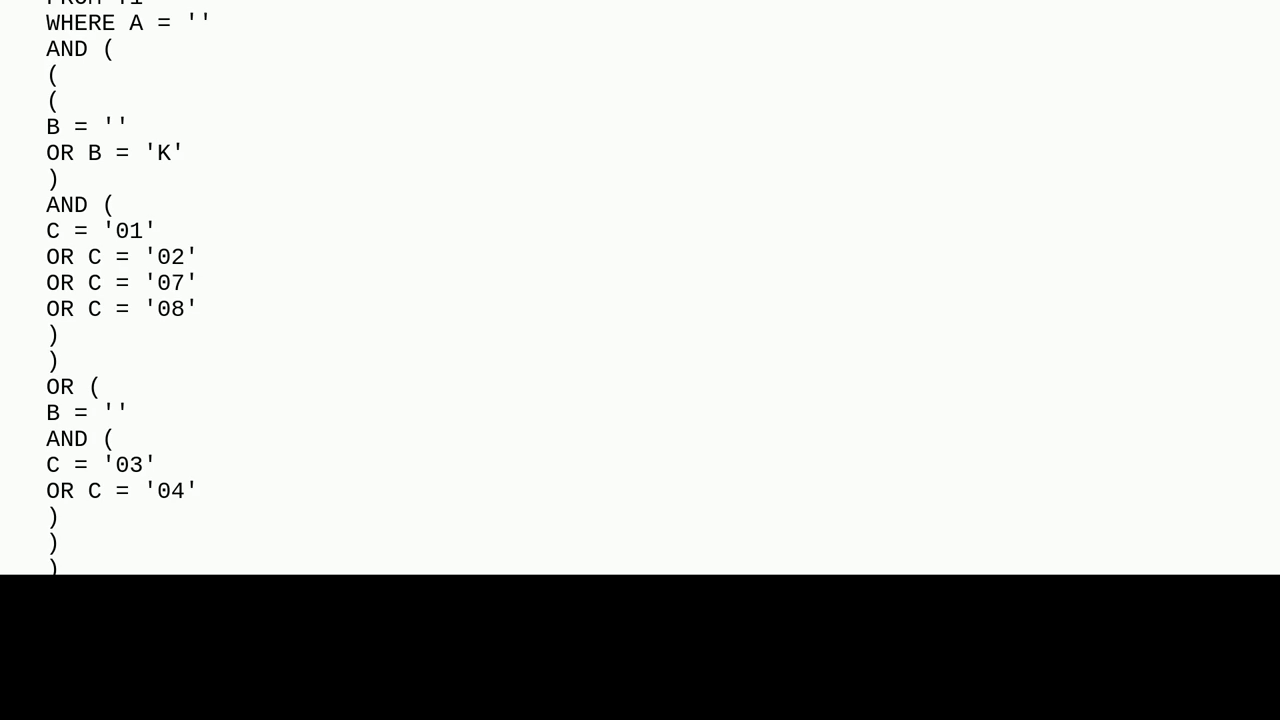 WHERE A = ''
AND (
(
(
B = ''
OR B = 'K'
)
AND (
C = '01'
OR C = '02'
OR C = '07'
OR C = '08'
)
)
OR (
B = ''
AND (
C = '03'
OR C = '04'
)
)
)